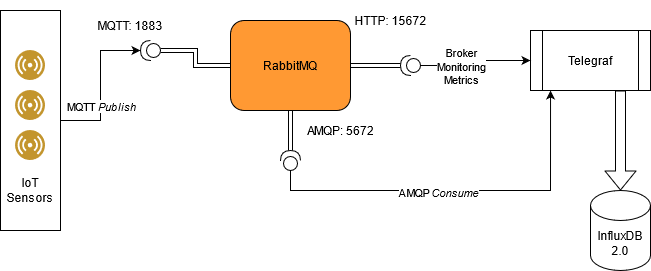 MQTT: 1883
HTTP: 15672
RabbitMQ
Broker
Monitoring
Metrics
Telegraf
MQTT Publish
AMQP: 5672
IoT
Sensors
AMQP Consume
InfluxDB
2.0